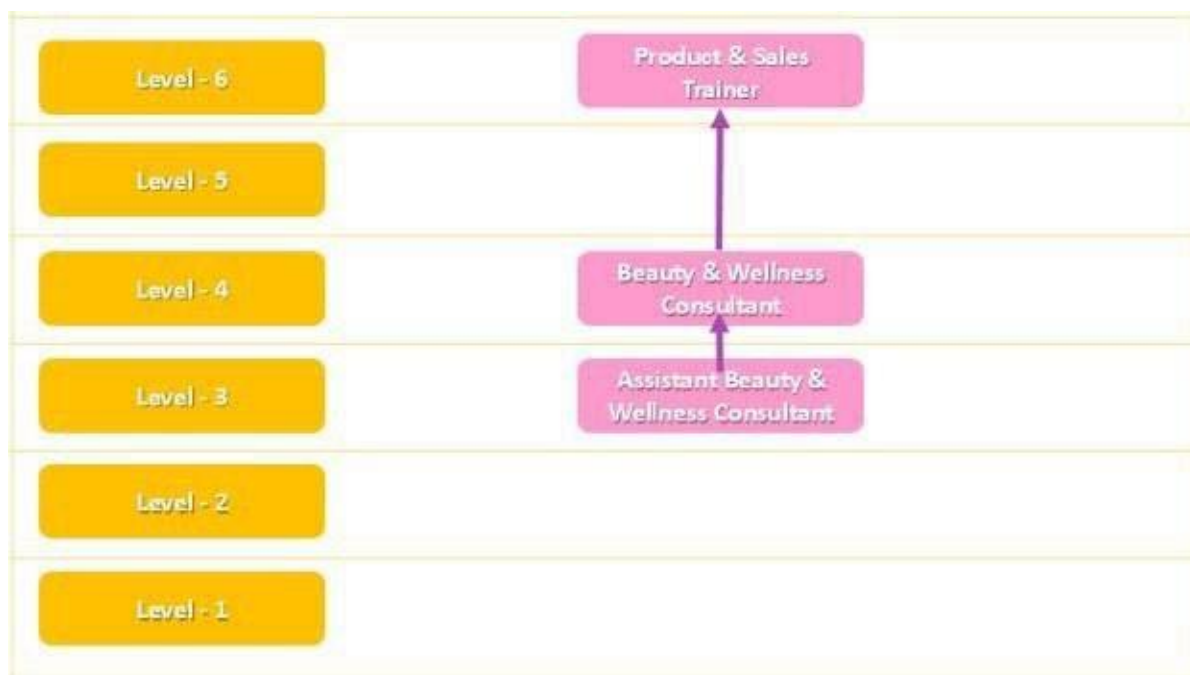 Level - 6
Product & Sales
Trainer
Level - 5
Level - 4
Beauty & Wellness
Consultant
Level - 3
Assistant Beauty &
Wellness Consultant
Level - 2
Level - 1